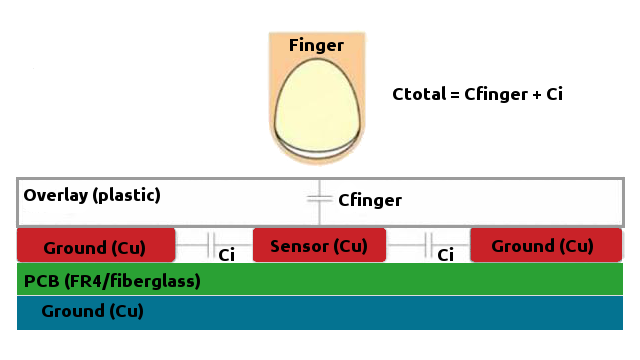 Finger
Ctotal = Cfinger + Ci
Overlay (plastic)
Cfinger
Ground (Cu)
Ci
Sensor (Cu)
Ci
Ground (Cu)
PCB (FR4/fiberglass)
Ground (Cu)